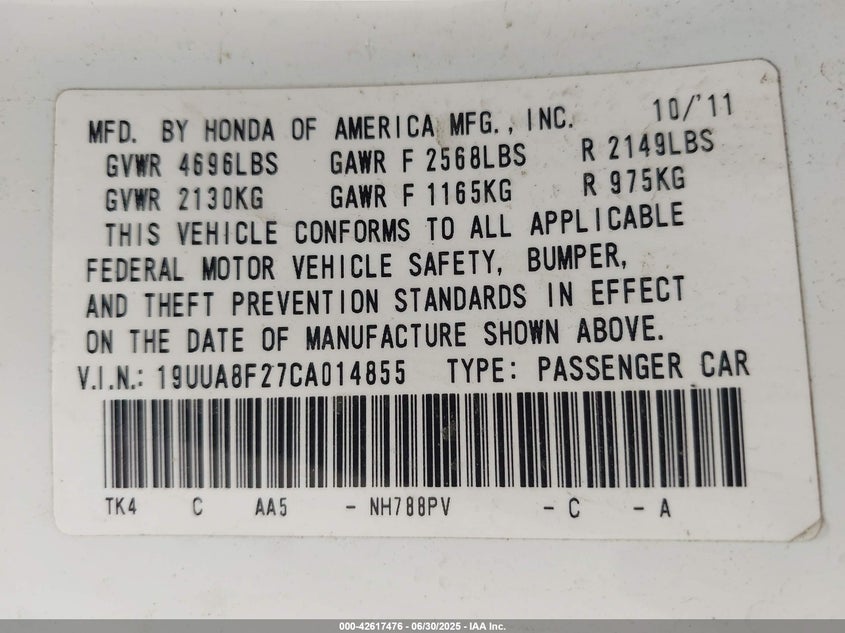 MFD. BY HONDA OF AMERICA MFG., INC. 10/'11
GVWR 4696LBS GAWR F 2568LBS R 2149LBS
GVWR 2130KG GAWR F 1165KG R 975KG
THIS VEHICLE CONFORMS TO ALL APPLICABLE
FEDERAL MOTOR VEHICLE SAFETY, BUMPER,
AND THEFT PREVENTION STANDARDS IN EFFECT
ON THE DATE OF MANUFACTURE SHOWN ABOVE.
V.I.N.: 19UUA8F27CA014855 TYPE: PASSENGER CAR
TK4 C AA5 - NH788PV - C - A
000-42617476 - 06/30/2025 - IAA Inc.